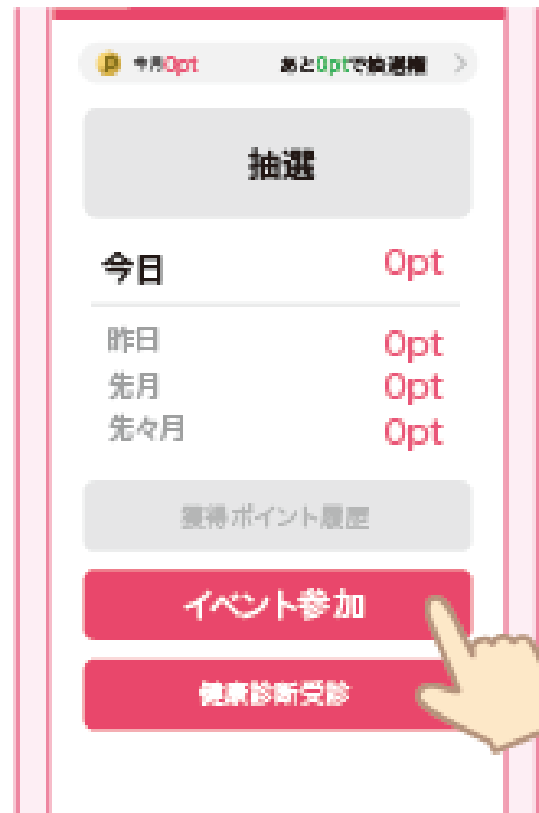 P 今月0pt あと0ptで抽選権 >
抽選
今日 0pt
昨日 0pt
先月 0pt
先々月 0pt
獲得ポイント履歴
イベント参加
健康診断受診